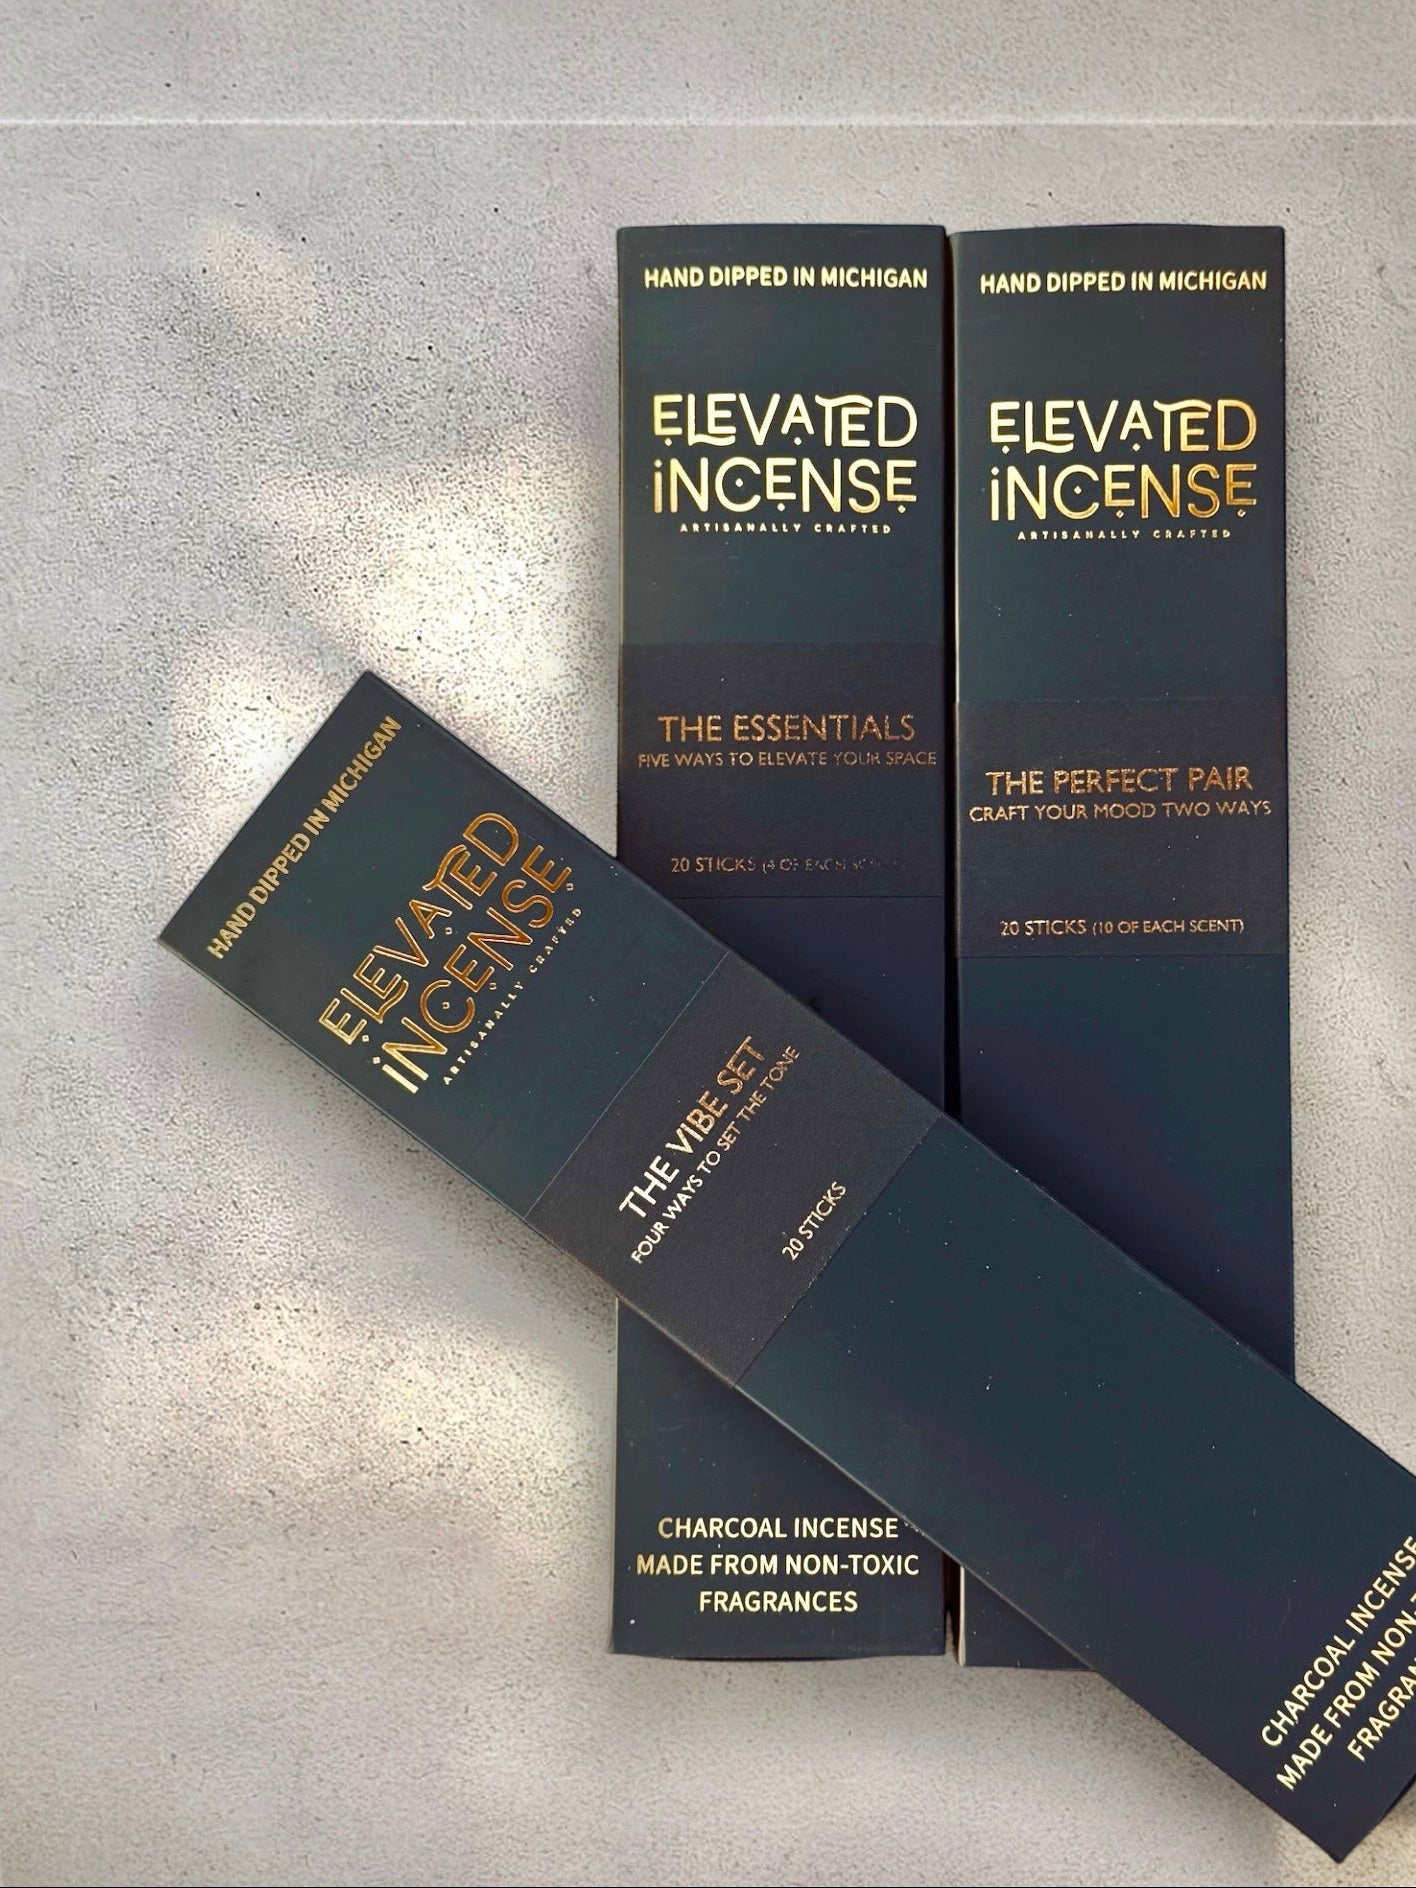 HAND DIPPED IN MICHIGAN
ELEVATED
INCENSE
ARTISANALLY CRAFTED
THE ESSENTIALS
FIVE WAYS TO ELEVATE YOUR SPACE
20 STICKS (4 OF EACH
CHARCOAL INCENSE
MADE FROM NON-TOXIC
FRAGRANCES
HAND DIPPED IN MICHIGAN
ELEVATED
INCENSE
ARTISANALLY CRAFTED
THE PERFECT PAIR
CRAFT YOUR MOOD TWO WAYS
20 STICKS (10 OF EACH SCENT)
HAND DIPPED IN MICHIGAN
ELEVATED
INCENSE
ARTISANALLY CRAFTED
THE VIBE SET
FOUR WAYS TO SET THE TONE
20 STICKS
CHARCOAL INCENSE
MADE FROM NON-